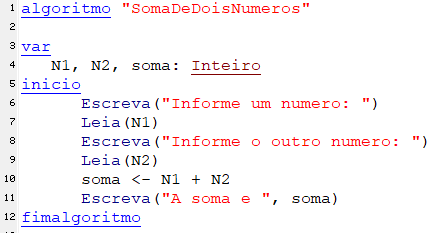 1 algoritmo "SomaDeDoisNumeros"
2
3 var
4 N1, N2, soma: Inteiro
5 inicio
6 Escreva("Informe um numero: ")
7 Leia(N1)
8 Escreva("Informe o outro numero: ")
9 Leia(N2)
10 soma <- N1 + N2
11 Escreva("A soma e ", soma)
12 fimalgoritmo